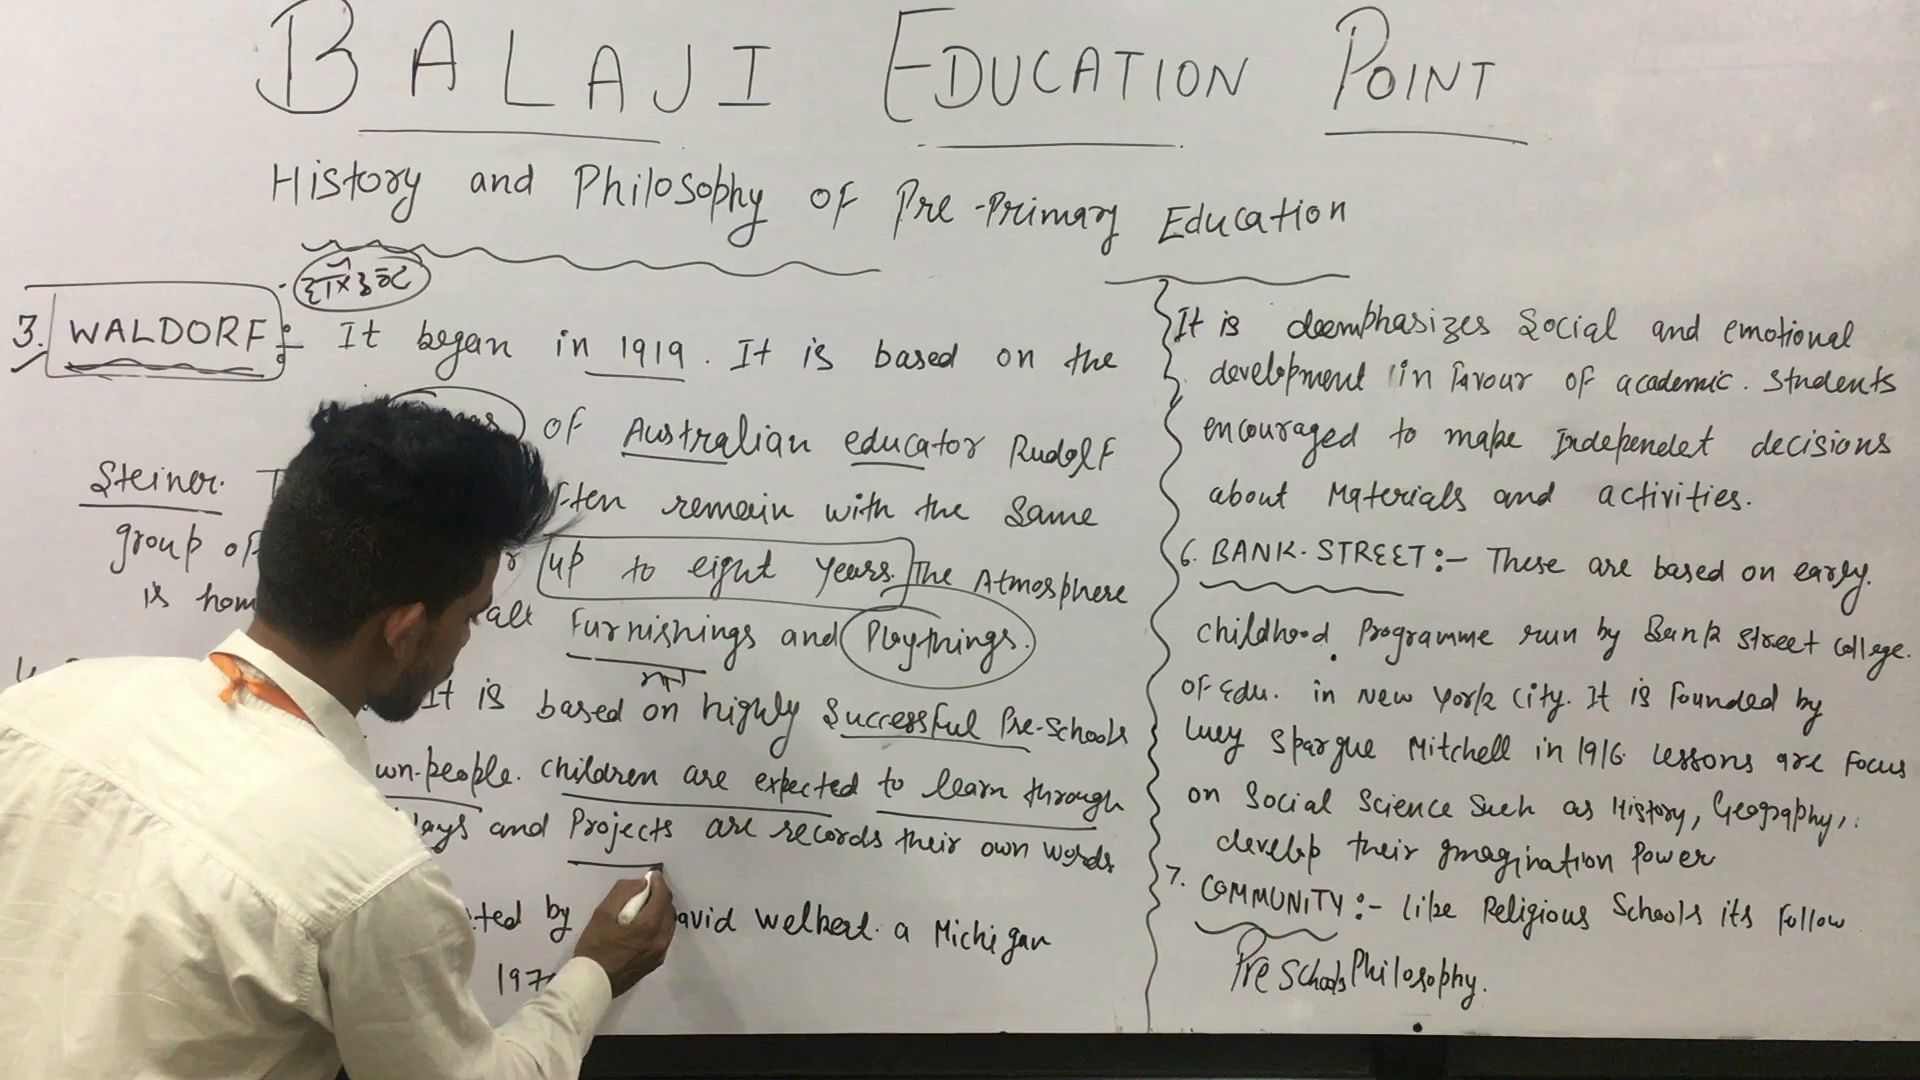 BALAJI EDUCATION POINT
History and Philosophy of Pre-Primary Education
3. WALDORF:- It began in 1919. It is based on the
of Australian educator Rudolf
Steiner. ften remain with the Same
group of up to eight years. The Atmosphere
is hom furnishings and Playthings.
It is based on highly Successful Pre-Schools
wn-people. children are expected to learn through
lays and Projects are records their own words
ted by avid Welbert. a Michigan
197
It is deemphasizes Social and emotional
development in favour of academic. Students
encouraged to make Independet decisions
about Materials and activities.
6. BANK-STREET:- These are based on early.
childhood Programme run by Bank Street College.
of Edu. in New York City. It is founded by
Lucy Spargue Mitchell in 1916. Lessons are focus
on Social Science Such as History, Geography,
develop their Imagination Power
7. COMMUNITY:- Like Religious Schools its follow
Pre Schools Philosophy.